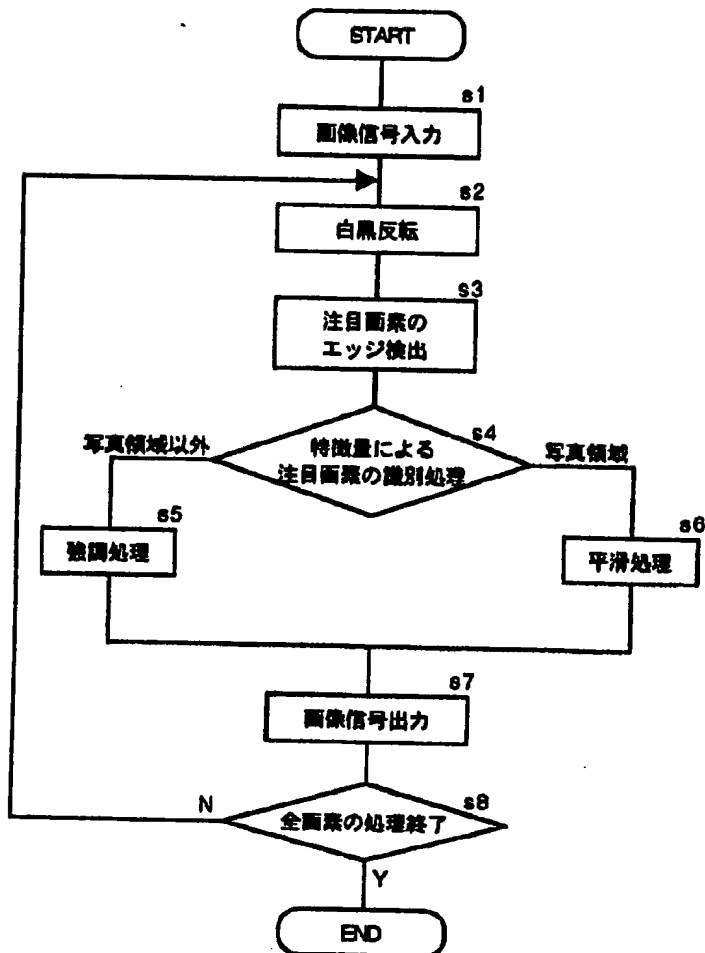 START
s1
画像信号入力
s2
白黒反転
s3
注目画素の
エッジ検出
s4
特徴量による
注目画素の識別処理
写真領域以外
写真領域
s5
強調処理
s6
平滑処理
s7
画像信号出力
s8
全画素の処理終了
N
Y
END